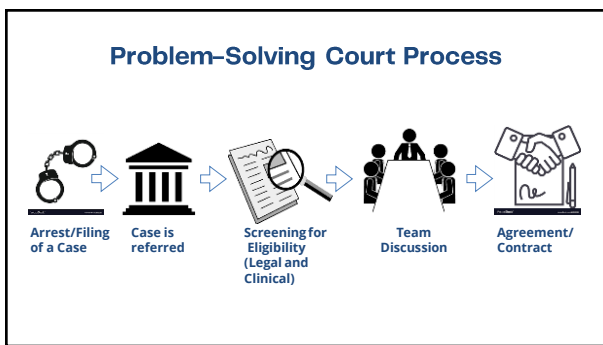 Problem-Solving Court Process
Arrest/Filing
of a Case
Case is
referred
Screening for
Eligibility
(Legal and
Clinical)
Team
Discussion
Agreement/
Contract